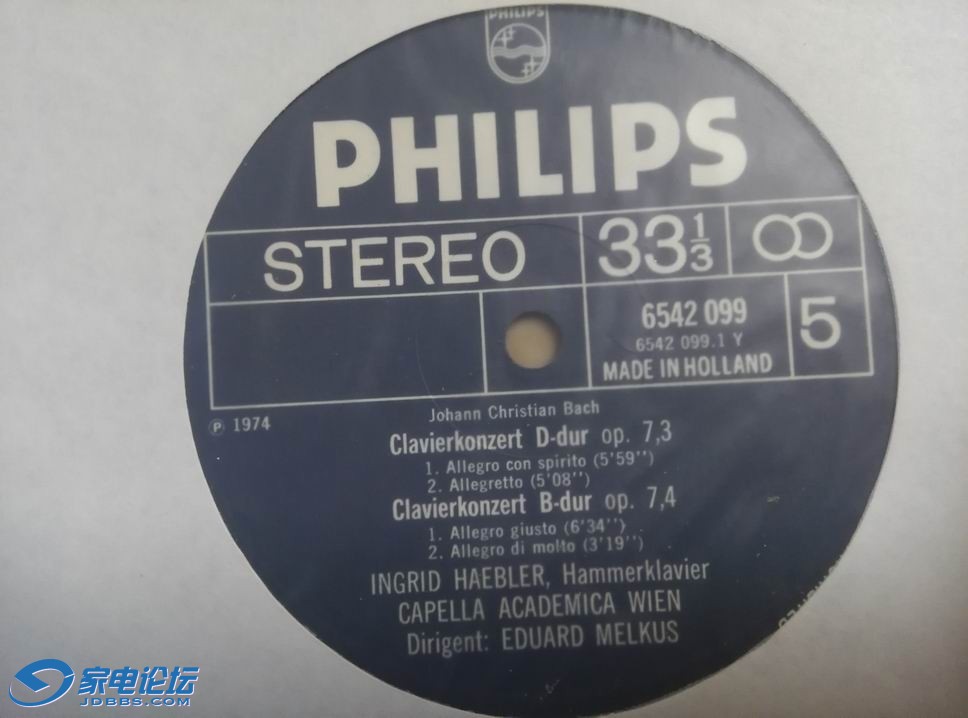 PHILIPS
PHILIPS
STEREO
33 1/3
6542 099
6542 099.1 Y
MADE IN HOLLAND
5
℗ 1974
Johann Christian Bach
Clavierkonzert D-dur op. 7,3
1. Allegro con spirito (5'59'')
2. Allegretto (5'08'')
Clavierkonzert B-dur op. 7,4
1. Allegro giusto (6'34'')
2. Allegro di molto (3'19'')
INGRID HAEBLER, Hammerklavier
CAPELLA ACADEMICA WIEN
Dirigent: EDUARD MELKUS
家电论坛
JDBBS.COM